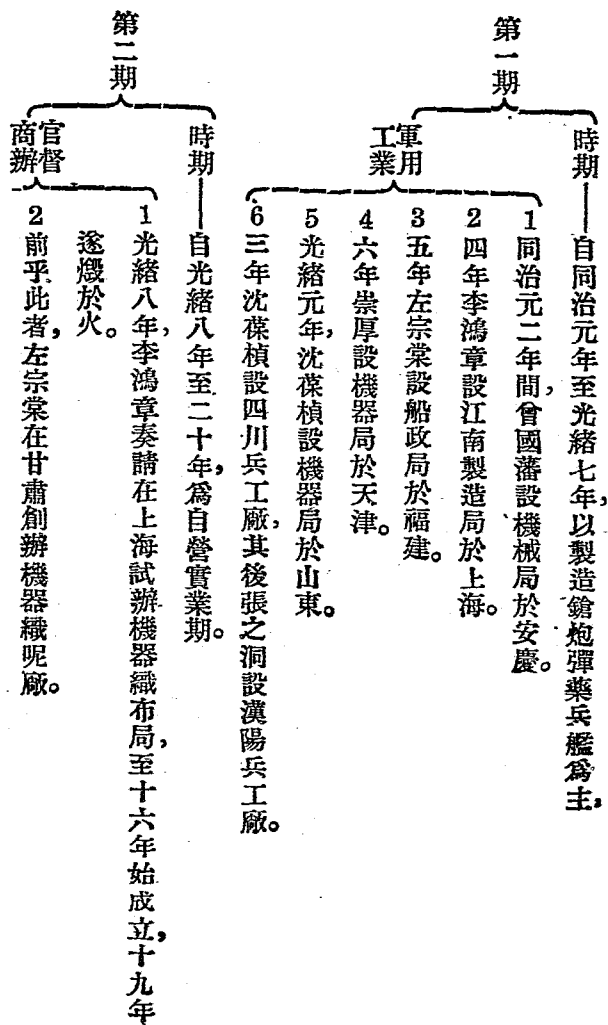 第一期
時期——自同治元年至光緒七年，以製造鎗炮彈藥兵艦爲主，
軍用
工業
1 同治元二年間，曾國藩設機械局於安慶。
2 四年李鴻章設江南製造局於上海。
3 五年左宗棠設船政局於福建。
4 六年崇厚設機器局於天津。
5 光緒元年，沈葆楨設機器局於山東。
6 三年沈葆楨設四川兵工廠，其後張之洞設漢陽兵工廠。
第二期
時期——自光緒八年至二十年，爲自營實業期。
官督
商辦
1 光緒八年，李鴻章奏請在上海試辦機器織布局，至十六年始成立，十九年
遂燬於火。
2 前乎此者，左宗棠在甘肅創辦機器織呢廠。